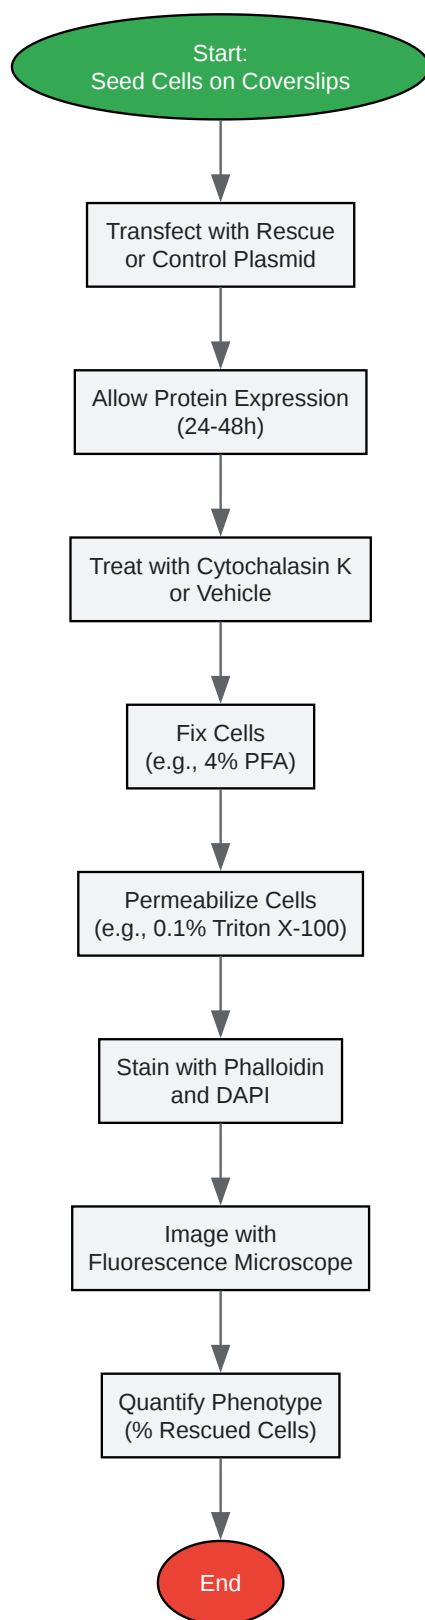 Start:
Seed Cells on Coverslips
Transfect with Rescue
or Control Plasmid
Allow Protein Expression
(24-48h)
Treat with Cytochalasin K
or Vehicle
Fix Cells
(e.g., 4% PFA)
Permeabilize Cells
(e.g., 0.1% Triton X-100)
Stain with Phalloidin
and DAPI
Image with
Fluorescence Microscope
Quantify Phenotype
(% Rescued Cells)
End